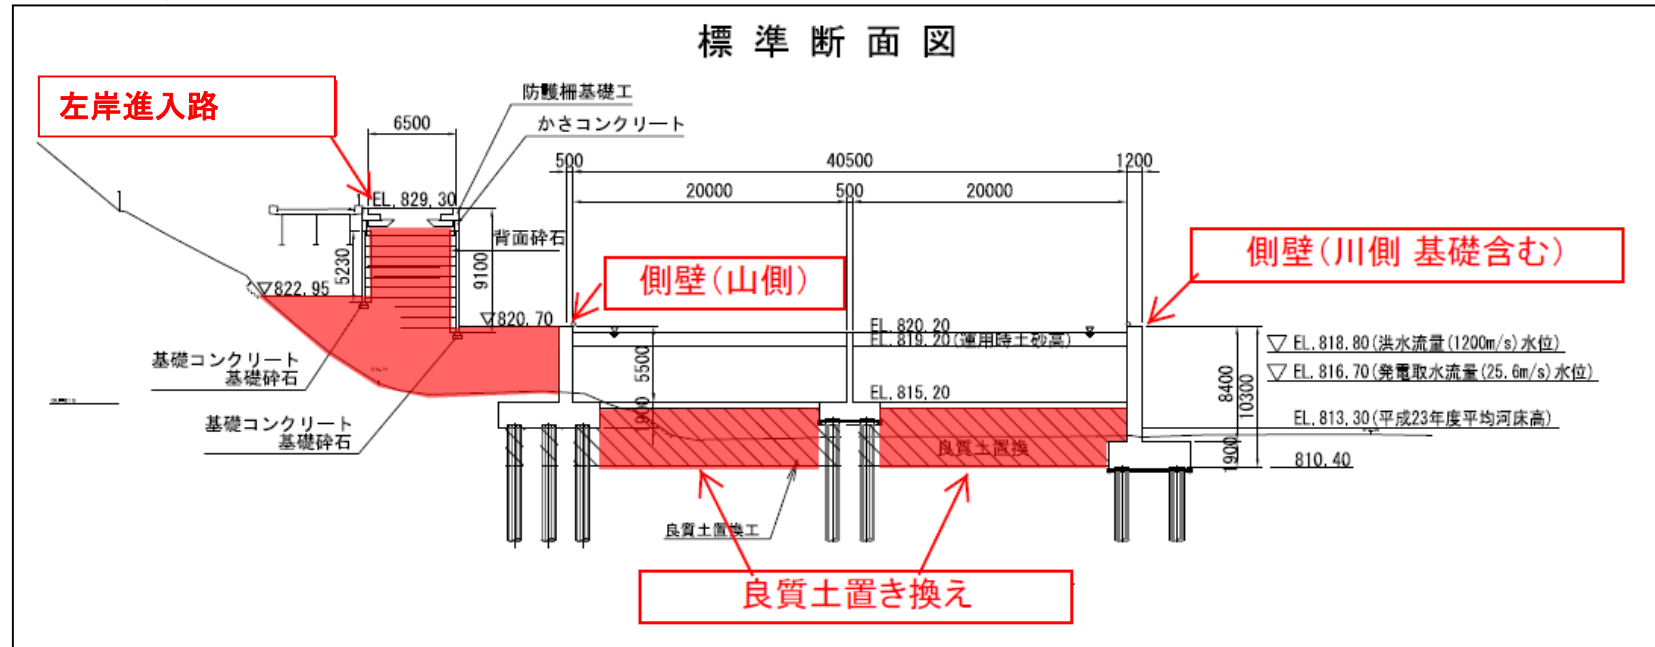 標準断面図
左岸進入路
防護柵基礎工
かさコンクリート
6500
500
40500
1200
20000
500
20000
EL.829.30
背面砕石
5230
9100
側壁(山側)
側壁(川側 基礎含む)
▽822.95
▽820.70
EL.820.20
EL.819.20(運用時土砂高)
▽ EL.818.80(洪水流量(1200m/s)水位)
▽ EL.816.70(発電取水流量(25.6m/s)水位)
基礎コンクリート
基礎砕石
5500
8400
10300
EL.815.20
基礎コンクリート
基礎砕石
1900
EL.813.30(平成23年度平均河床高)
良質土置換
1900
810.40
良質土置換工
良質土置き換え